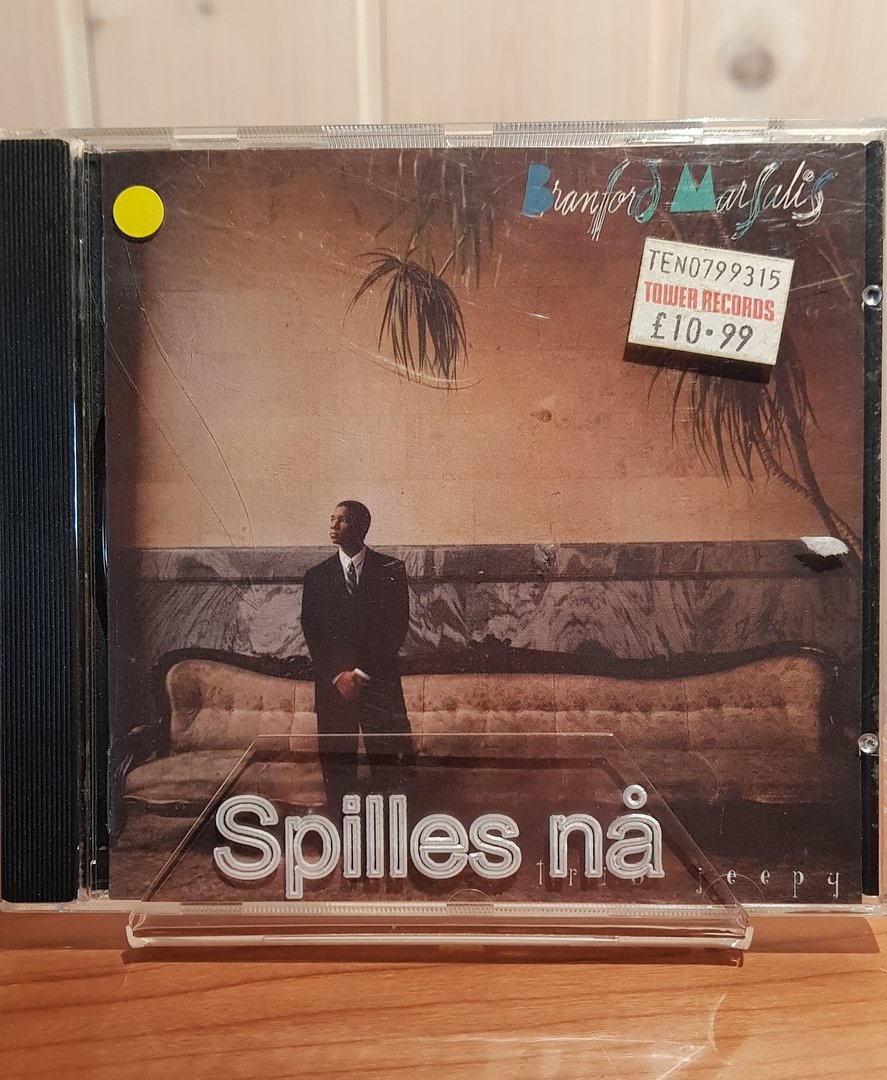 Branford Marsalis
TEN0799315
TOWER RECORDS
£10.99
Spilles nå
trio jeepy